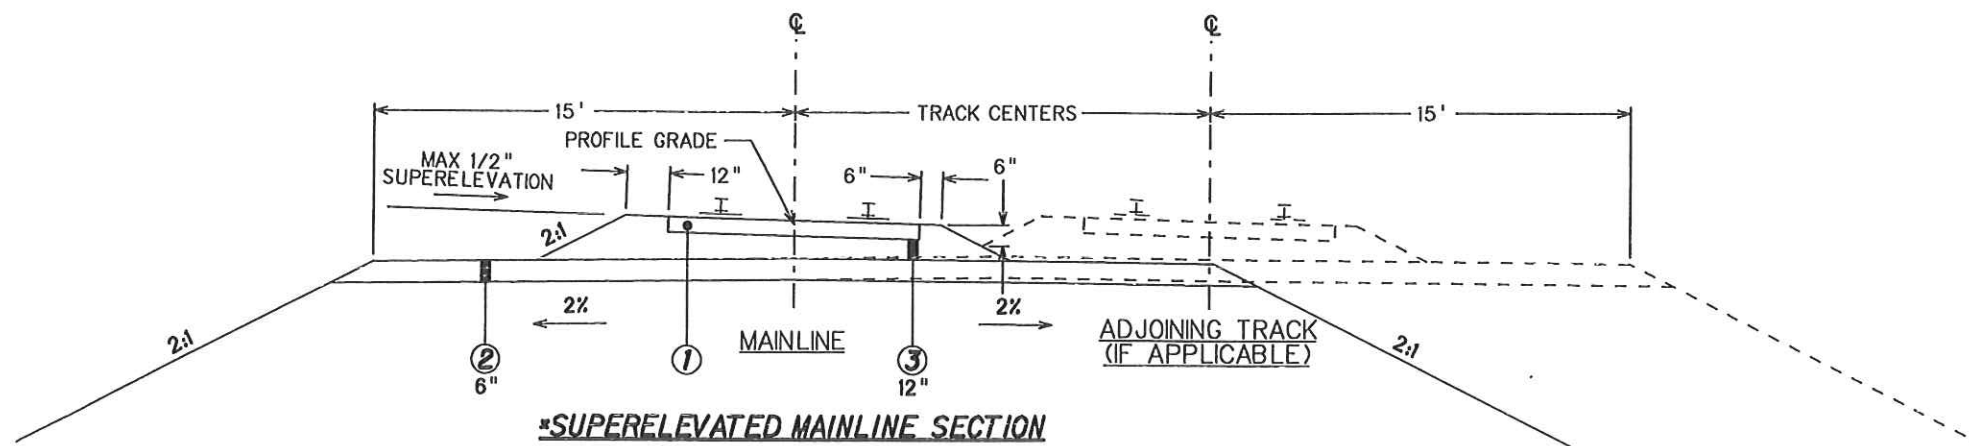 ℄ ℄
15' TRACK CENTERS 15'
PROFILE GRADE
MAX 1/2"
SUPERELEVATION
12" 6" 6"
2:1
2% 2%
2:1 2:1
MAINLINE
ADJOINING TRACK
(IF APPLICABLE)
2 1 3
6" 12"
*SUPERELEVATED MAINLINE SECTION